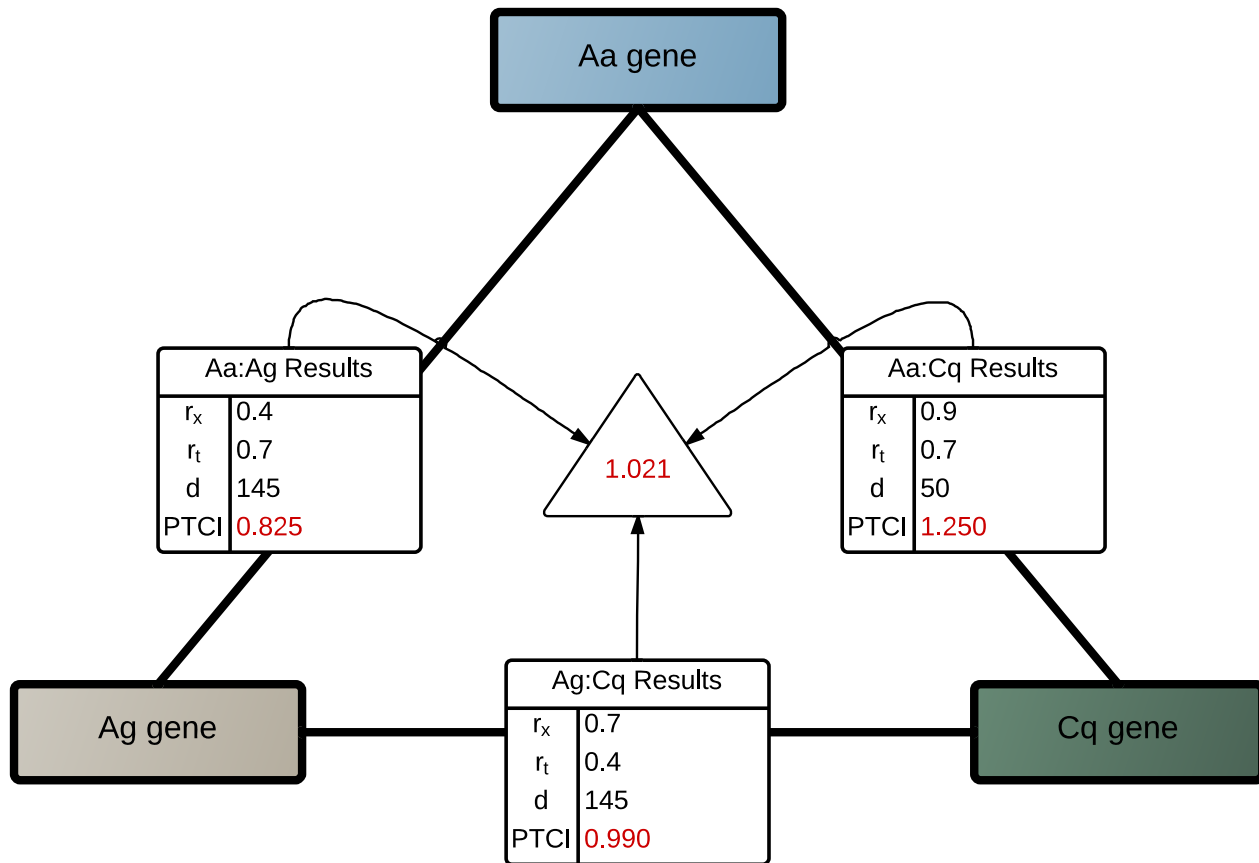 Aa gene
Aa:Ag Results
rₓ 0.4
rₜ 0.7
d 145
PTCI 0.825
1.021
Aa:Cq Results
rₓ 0.9
rₜ 0.7
d 50
PTCI 1.250
Ag gene
Ag:Cq Results
rₓ 0.7
rₜ 0.4
d 145
PTCI 0.990
Cq gene